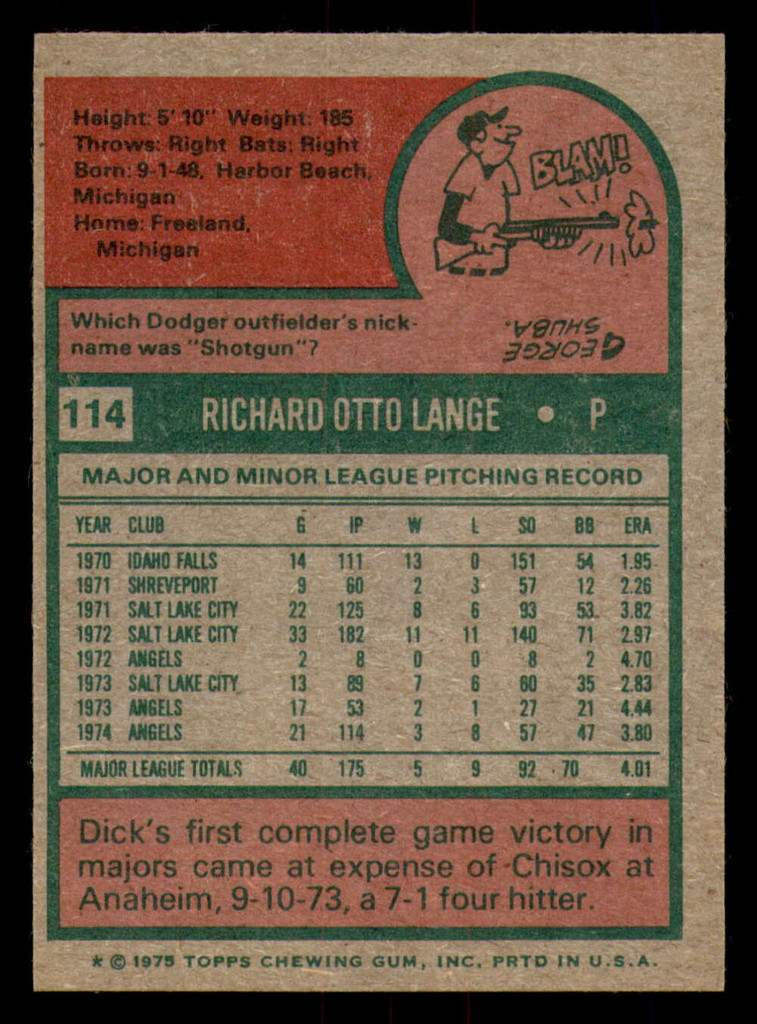 Height: 5' 10" Weight: 185
Throws: Right Bats: Right
Born: 9-1-48, Harbor Beach,
Michigan
Home: Freeland,
Michigan
BLAM!
Which Dodger outfielder's nick-
name was "Shotgun"?
GEORGE
SHUBA.
114 RICHARD OTTO LANGE • P
MAJOR AND MINOR LEAGUE PITCHING RECORD
YEAR CLUB G IP W L SO BB ERA
1970 IDAHO FALLS 14 111 13 0 151 54 1.95
1971 SHREVEPORT 9 60 2 3 57 12 2.26
1971 SALT LAKE CITY 22 125 8 6 93 53 3.82
1972 SALT LAKE CITY 33 182 11 11 140 71 2.97
1972 ANGELS 2 8 0 0 8 2 4.70
1973 SALT LAKE CITY 13 89 7 6 60 35 2.83
1973 ANGELS 17 53 2 1 27 21 4.44
1974 ANGELS 21 114 3 8 57 47 3.80
MAJOR LEAGUE TOTALS 40 175 5 9 92 70 4.01
Dick's first complete game victory in
majors came at expense of Chisox at
Anaheim, 9-10-73, a 7-1 four hitter.
* © 1975 TOPPS CHEWING GUM, INC. PRTD IN U.S.A.